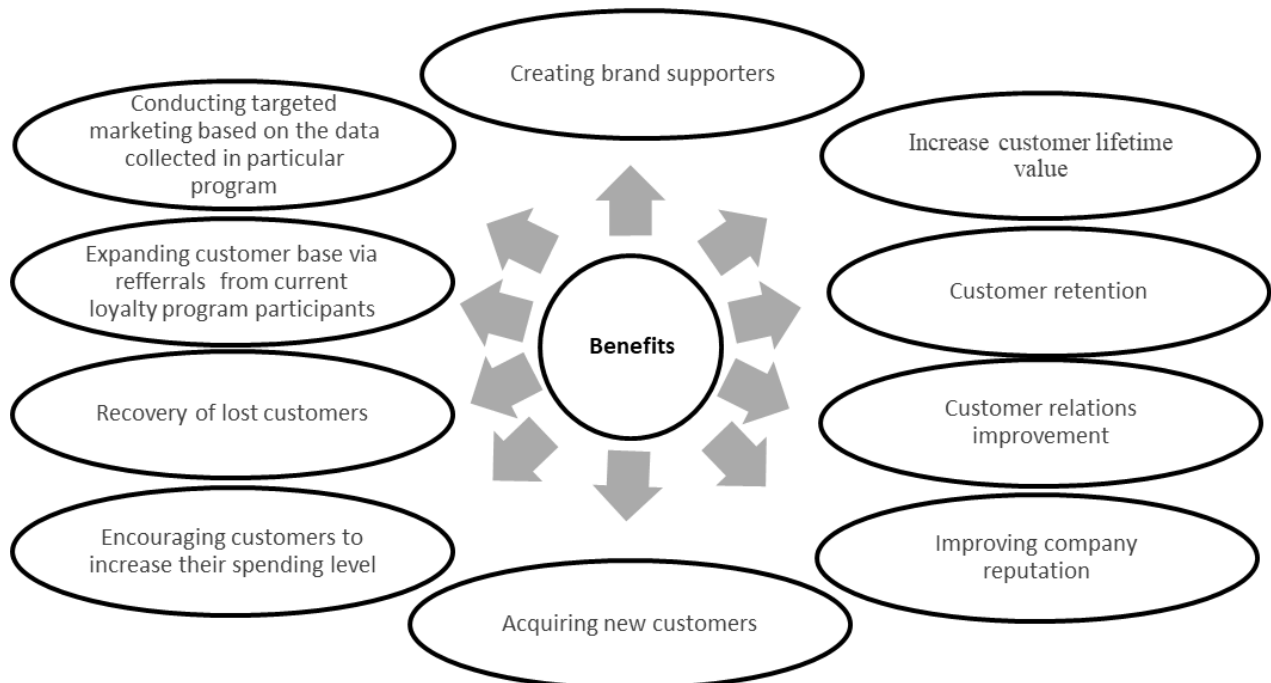 Creating brand supporters
Conducting targeted
marketing based on the data
collected in particular
program
Increase customer lifetime
value
Expanding customer base via
refferrals from current
loyalty program participants
Customer retention
Benefits
Recovery of lost customers
Customer relations
improvement
Encouraging customers to
increase their spending level
Improving company
reputation
Acquiring new customers